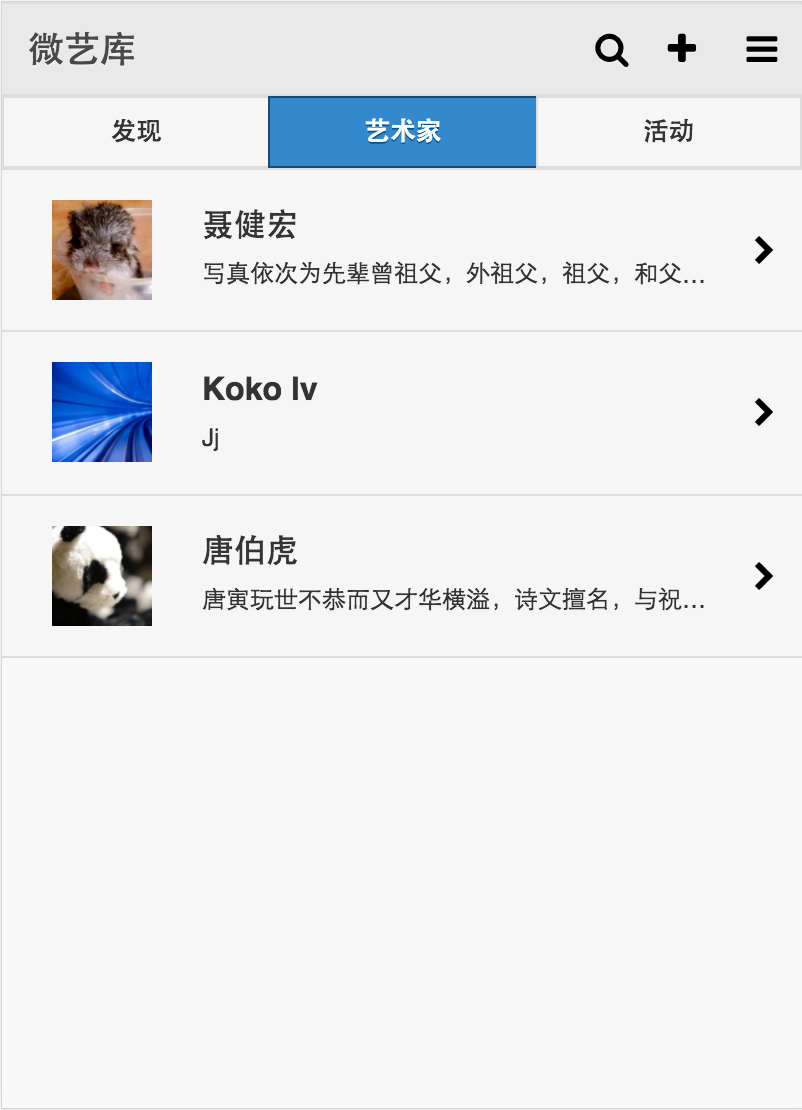 微艺库
发现
艺术家
活动
聂健宏
写真依次为先辈曾祖父，外祖父，祖父，和父...
Koko lv
Jj
唐伯虎
唐寅玩世不恭而又才华横溢，诗文擅名，与祝...